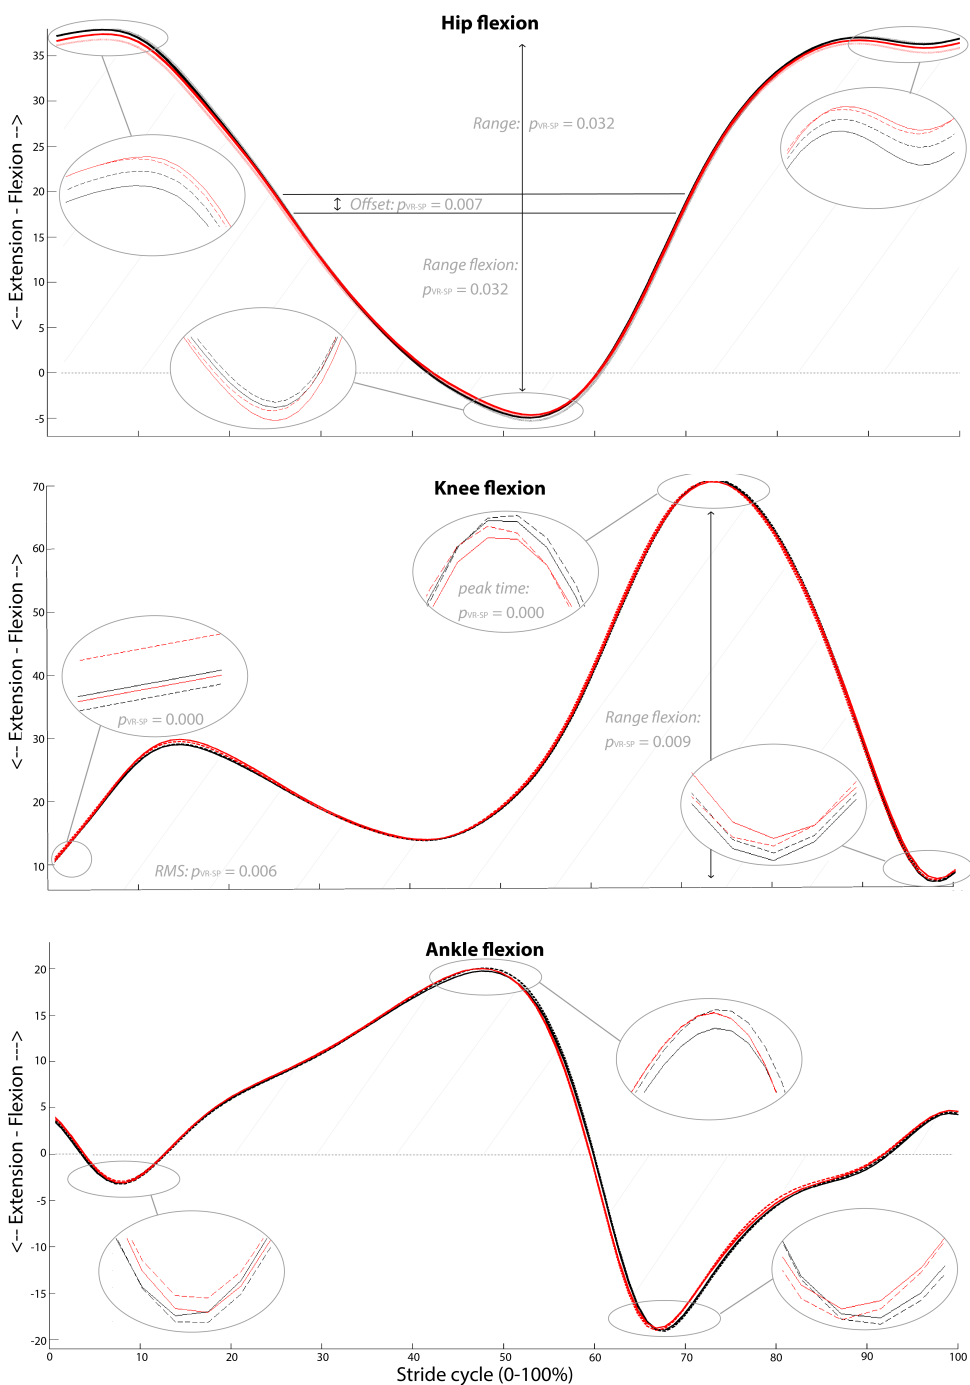 Hip flexion
<-- Extension - Flexion -->
35
30
25
20
15
10
5
0
-5
Range: pVR-SP = 0.032
Offset: pVR-SP = 0.007
Range flexion:
pVR-SP = 0.032
Knee flexion
<-- Extension - Flexion -->
70
60
50
40
30
20
10
peak time:
pVR-SP = 0.000
pVR-SP = 0.000
Range flexion:
pVR-SP = 0.009
RMS: pVR-SP = 0.006
Ankle flexion
<-- Extension - Flexion --->
20
15
10
5
0
-5
-10
-15
-20
0 10 20 30 40 50 60 70 80 90 100
Stride cycle (0-100%)